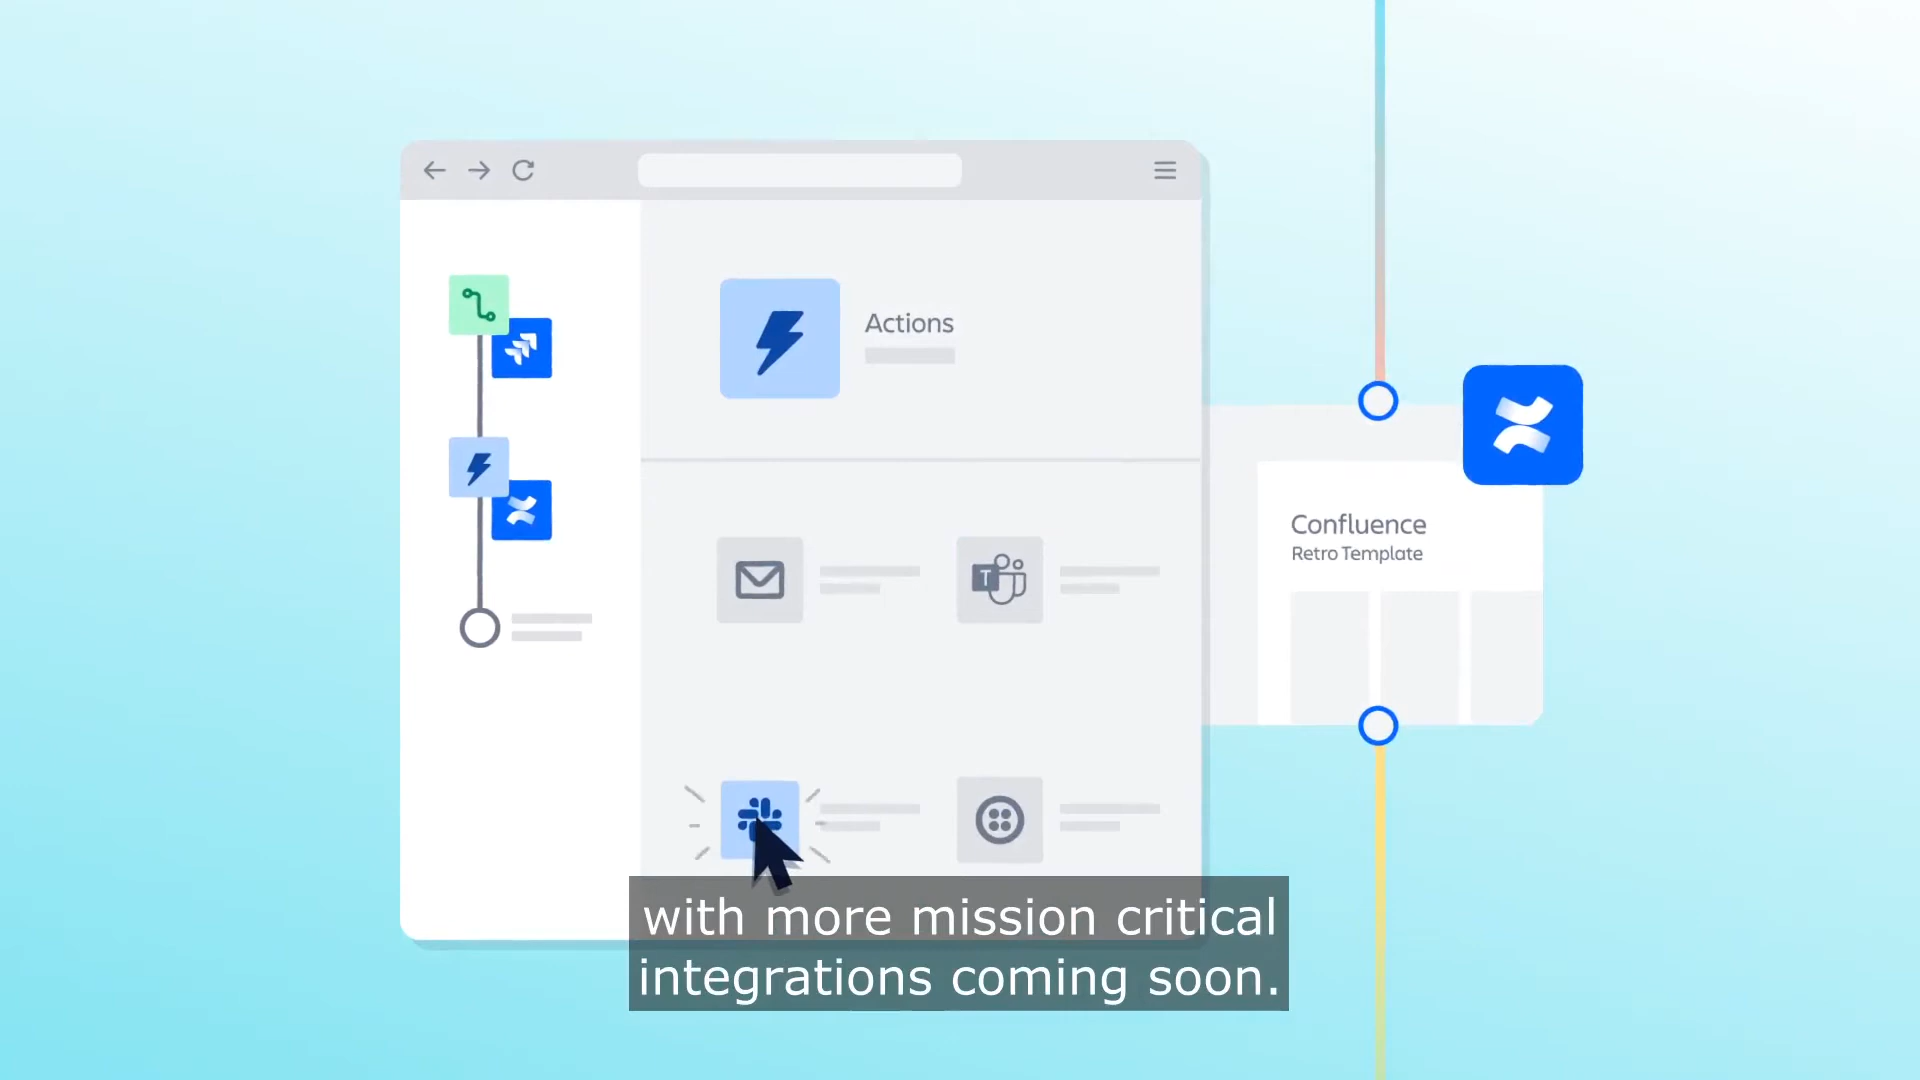 Actions
T
Confluence
Retro Template
with more mission critical
integrations coming soon.